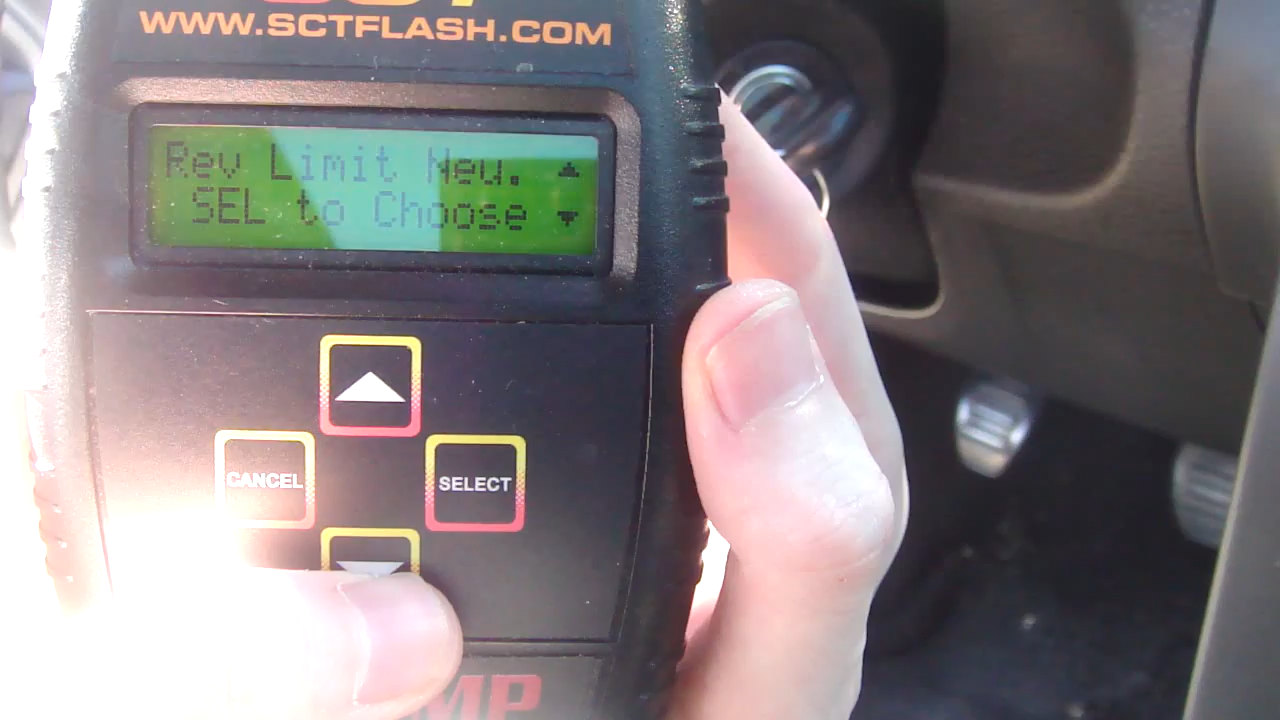 WWW.SCTFLASH.COM
Rev Limit Neu. ▲
SEL to Choose ▼
CANCEL
SELECT